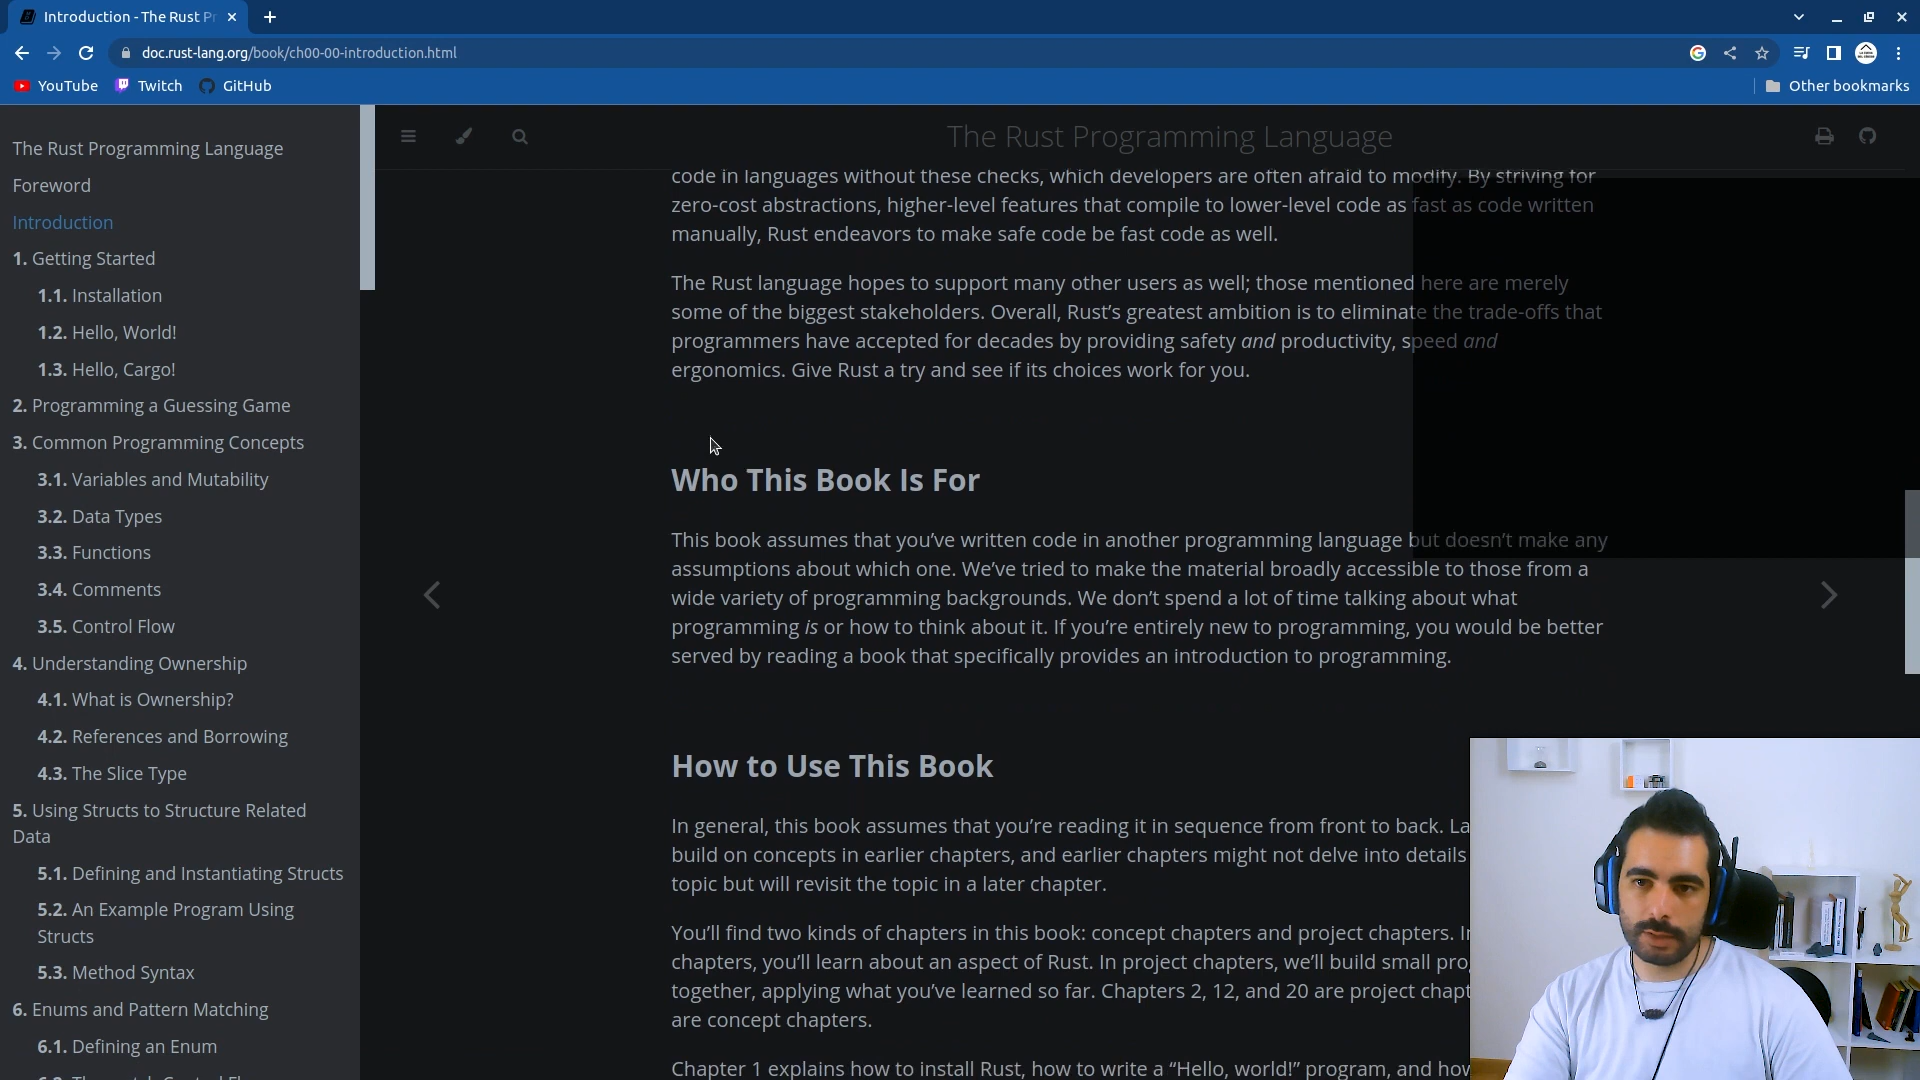 Introduction - The Rust Pr
doc.rust-lang.org/book/ch00-00-introduction.html
YouTube
Twitch
GitHub
Other bookmarks
The Rust Programming Language
Foreword
Introduction
1. Getting Started
1.1. Installation
1.2. Hello, World!
1.3. Hello, Cargo!
2. Programming a Guessing Game
3. Common Programming Concepts
3.1. Variables and Mutability
3.2. Data Types
3.3. Functions
3.4. Comments
3.5. Control Flow
4. Understanding Ownership
4.1. What is Ownership?
4.2. References and Borrowing
4.3. The Slice Type
5. Using Structs to Structure Related
Data
5.1. Defining and Instantiating Structs
5.2. An Example Program Using
Structs
5.3. Method Syntax
6. Enums and Pattern Matching
6.1. Defining an Enum
The Rust Programming Language
code in languages without these checks, which developers are often afraid to modify. By striving for
zero-cost abstractions, higher-level features that compile to lower-level code as fast as code written
manually, Rust endeavors to make safe code be fast code as well.
The Rust language hopes to support many other users as well; those mentioned here are merely
some of the biggest stakeholders. Overall, Rust’s greatest ambition is to eliminate the trade-offs that
programmers have accepted for decades by providing safety and productivity, speed and
ergonomics. Give Rust a try and see if its choices work for you.
Who This Book Is For
This book assumes that you’ve written code in another programming language but doesn’t make any
assumptions about which one. We’ve tried to make the material broadly accessible to those from a
wide variety of programming backgrounds. We don’t spend a lot of time talking about what
programming is or how to think about it. If you’re entirely new to programming, you would be better
served by reading a book that specifically provides an introduction to programming.
How to Use This Book
In general, this book assumes that you’re reading it in sequence from front to back. La
build on concepts in earlier chapters, and earlier chapters might not delve into details
topic but will revisit the topic in a later chapter.
You’ll find two kinds of chapters in this book: concept chapters and project chapters. I
chapters, you’ll learn about an aspect of Rust. In project chapters, we’ll build small pro
together, applying what you’ve learned so far. Chapters 2, 12, and 20 are project chapt
are concept chapters.
Chapter 1 explains how to install Rust, how to write a “Hello, world!” program, and how